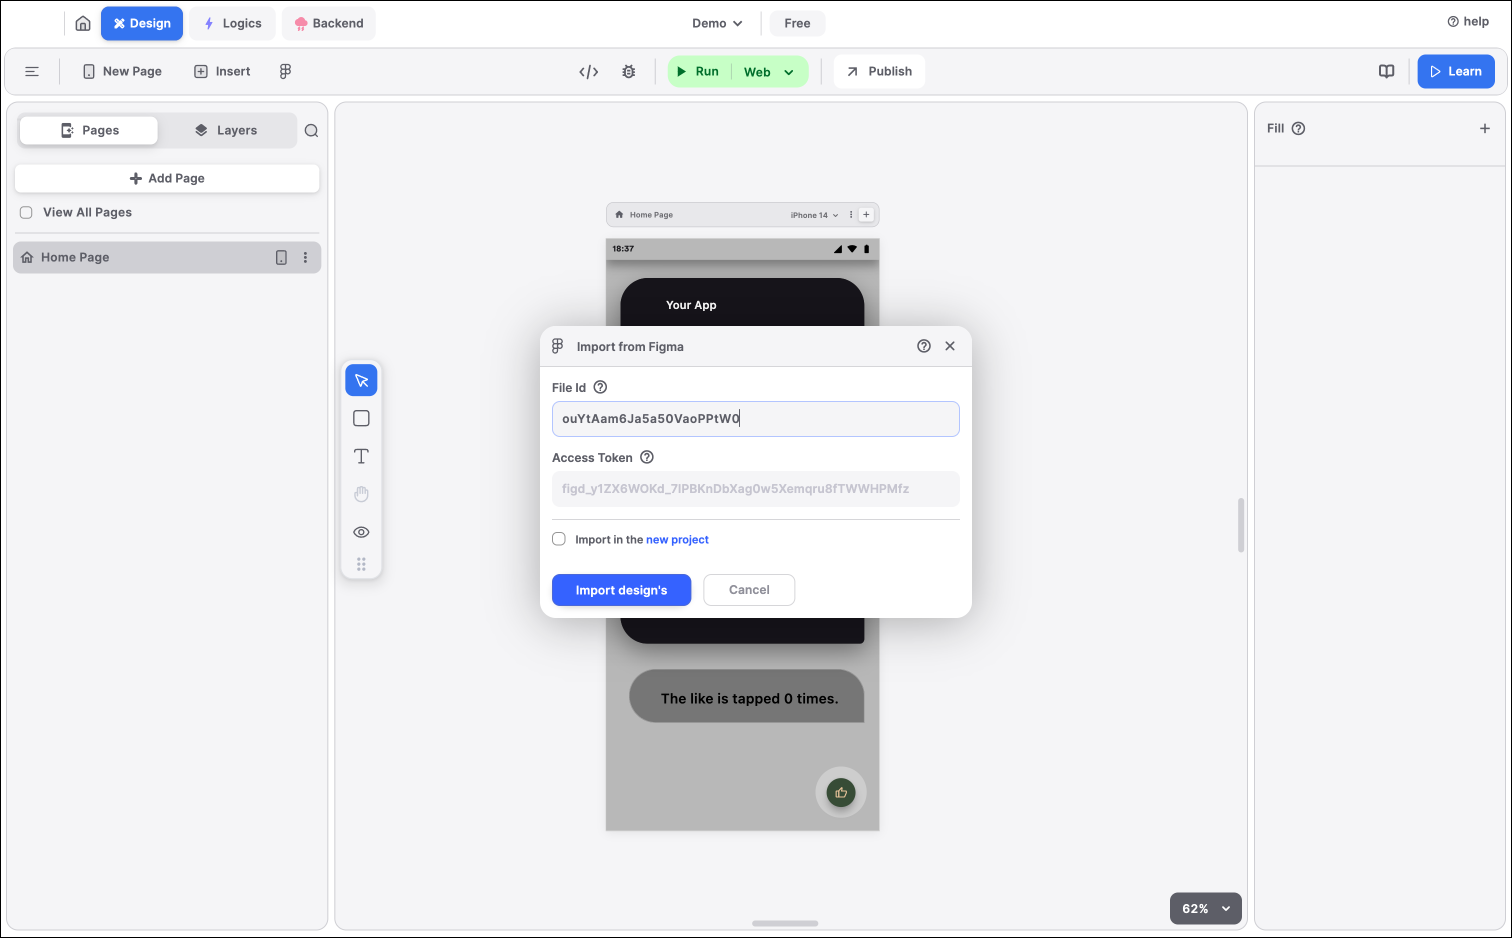 Design
Logics
Backend
Demo
Free
help
New Page
Insert
Run
Web
Publish
Learn
Pages
Layers
Add Page
View All Pages
Home Page
Fill
Home Page
iPhone 14
18:37
Your App
Import from Figma
File Id
ouYtAam6Ja5a50VaoPPtW0
Access Token
figd_y1ZX6WOKd_7IPBKnDbXag0w5Xemqru8fTWWHPMfz
Import in the new project
Import design's
Cancel
The like is tapped 0 times.
62%